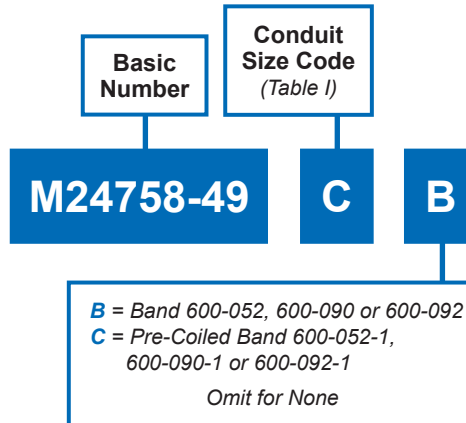 Basic
Number
Conduit
Size Code
(Table I)
M24758-49
C
B
B = Band 600-052, 600-090 or 600-092
C = Pre-Coiled Band 600-052-1,
600-090-1 or 600-092-1
Omit for None